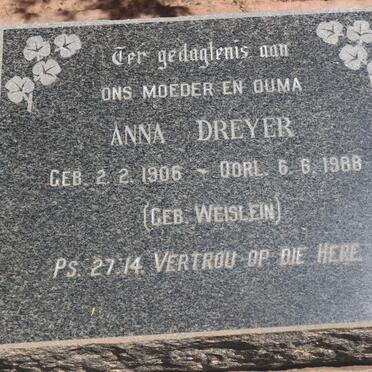 Ter gedagtenis aan
ONS MOEDER EN OUMA
ANNA DREYER
GEB. 2. 2. 1906 - OORL. 6. 6. 1988
(GEB. WEISLEIN)
PS. 27:14. VERTROU OP DIE HERE.